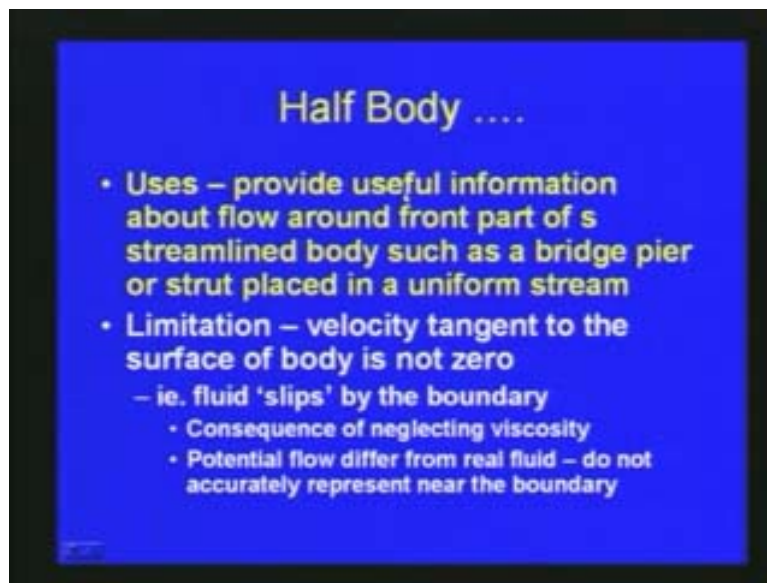 Half Body ....
• Uses – provide useful information
about flow around front part of s
streamlined body such as a bridge pier
or strut placed in a uniform stream
• Limitation – velocity tangent to the
surface of body is not zero
– ie. fluid ‘slips’ by the boundary
• Consequence of neglecting viscosity
• Potential flow differ from real fluid – do not
accurately represent near the boundary